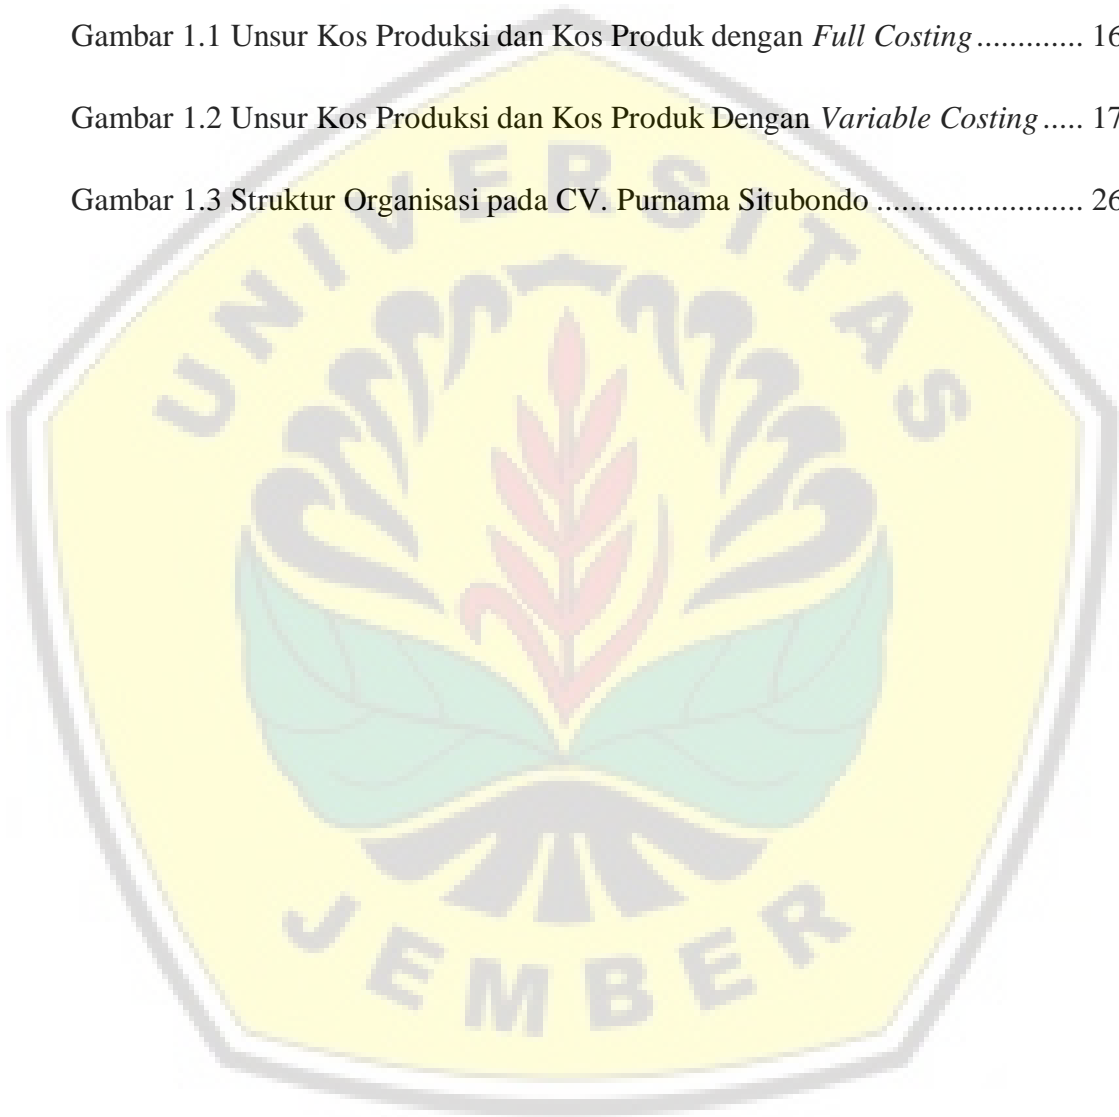 Gambar 1.1 Unsur Kos Produksi dan Kos Produk dengan Full Costing ............. 16
Gambar 1.2 Unsur Kos Produksi dan Kos Produk Dengan Variable Costing ..... 17
Gambar 1.3 Struktur Organisasi pada CV. Purnama Situbondo ....................... 26
UNIVERSITAS
JEMBER